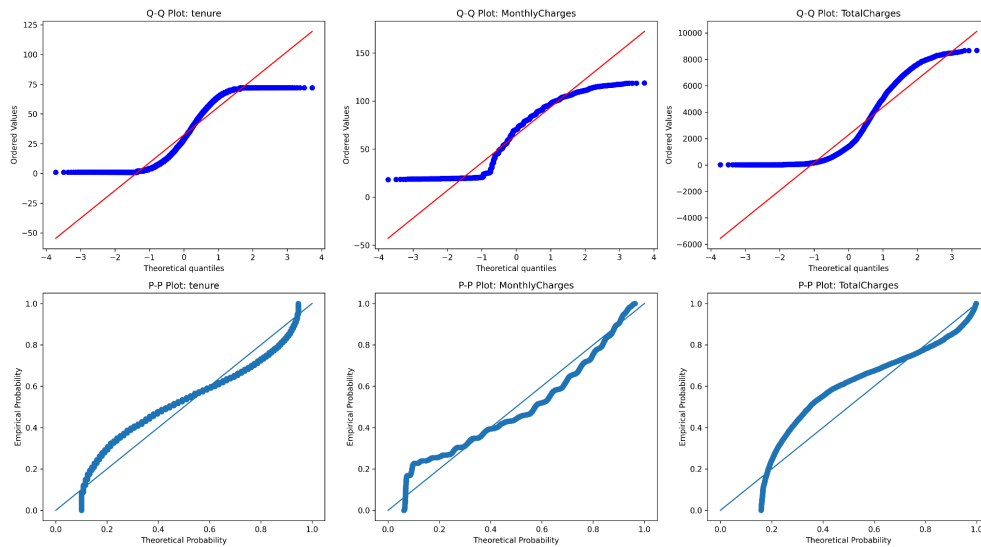 Q-Q Plot: tenure
125
100
75
50
25
0
−25
−50
Ordered Values
−4 −3 −2 −1 0 1 2 3 4
Theoretical quantiles
Q-Q Plot: MonthlyCharges
150
100
50
0
−50
Ordered Values
−4 −3 −2 −1 0 1 2 3 4
Theoretical quantiles
Q-Q Plot: TotalCharges
10000
8000
6000
4000
2000
0
−2000
−4000
−6000
Ordered Values
−4 −3 −2 −1 0 1 2 3
Theoretical quantiles
P-P Plot: tenure
1.0
0.8
0.6
0.4
0.2
0.0
Empirical Probability
0.0 0.2 0.4 0.6 0.8 1.0
Theoretical Probability
P-P Plot: MonthlyCharges
1.0
0.8
0.6
0.4
0.2
0.0
Empirical Probability
0.0 0.2 0.4 0.6 0.8 1.0
Theoretical Probability
P-P Plot: TotalCharges
1.0
0.8
0.6
0.4
0.2
0.0
Empirical Probability
0.0 0.2 0.4 0.6 0.8 1.0
Theoretical Probability